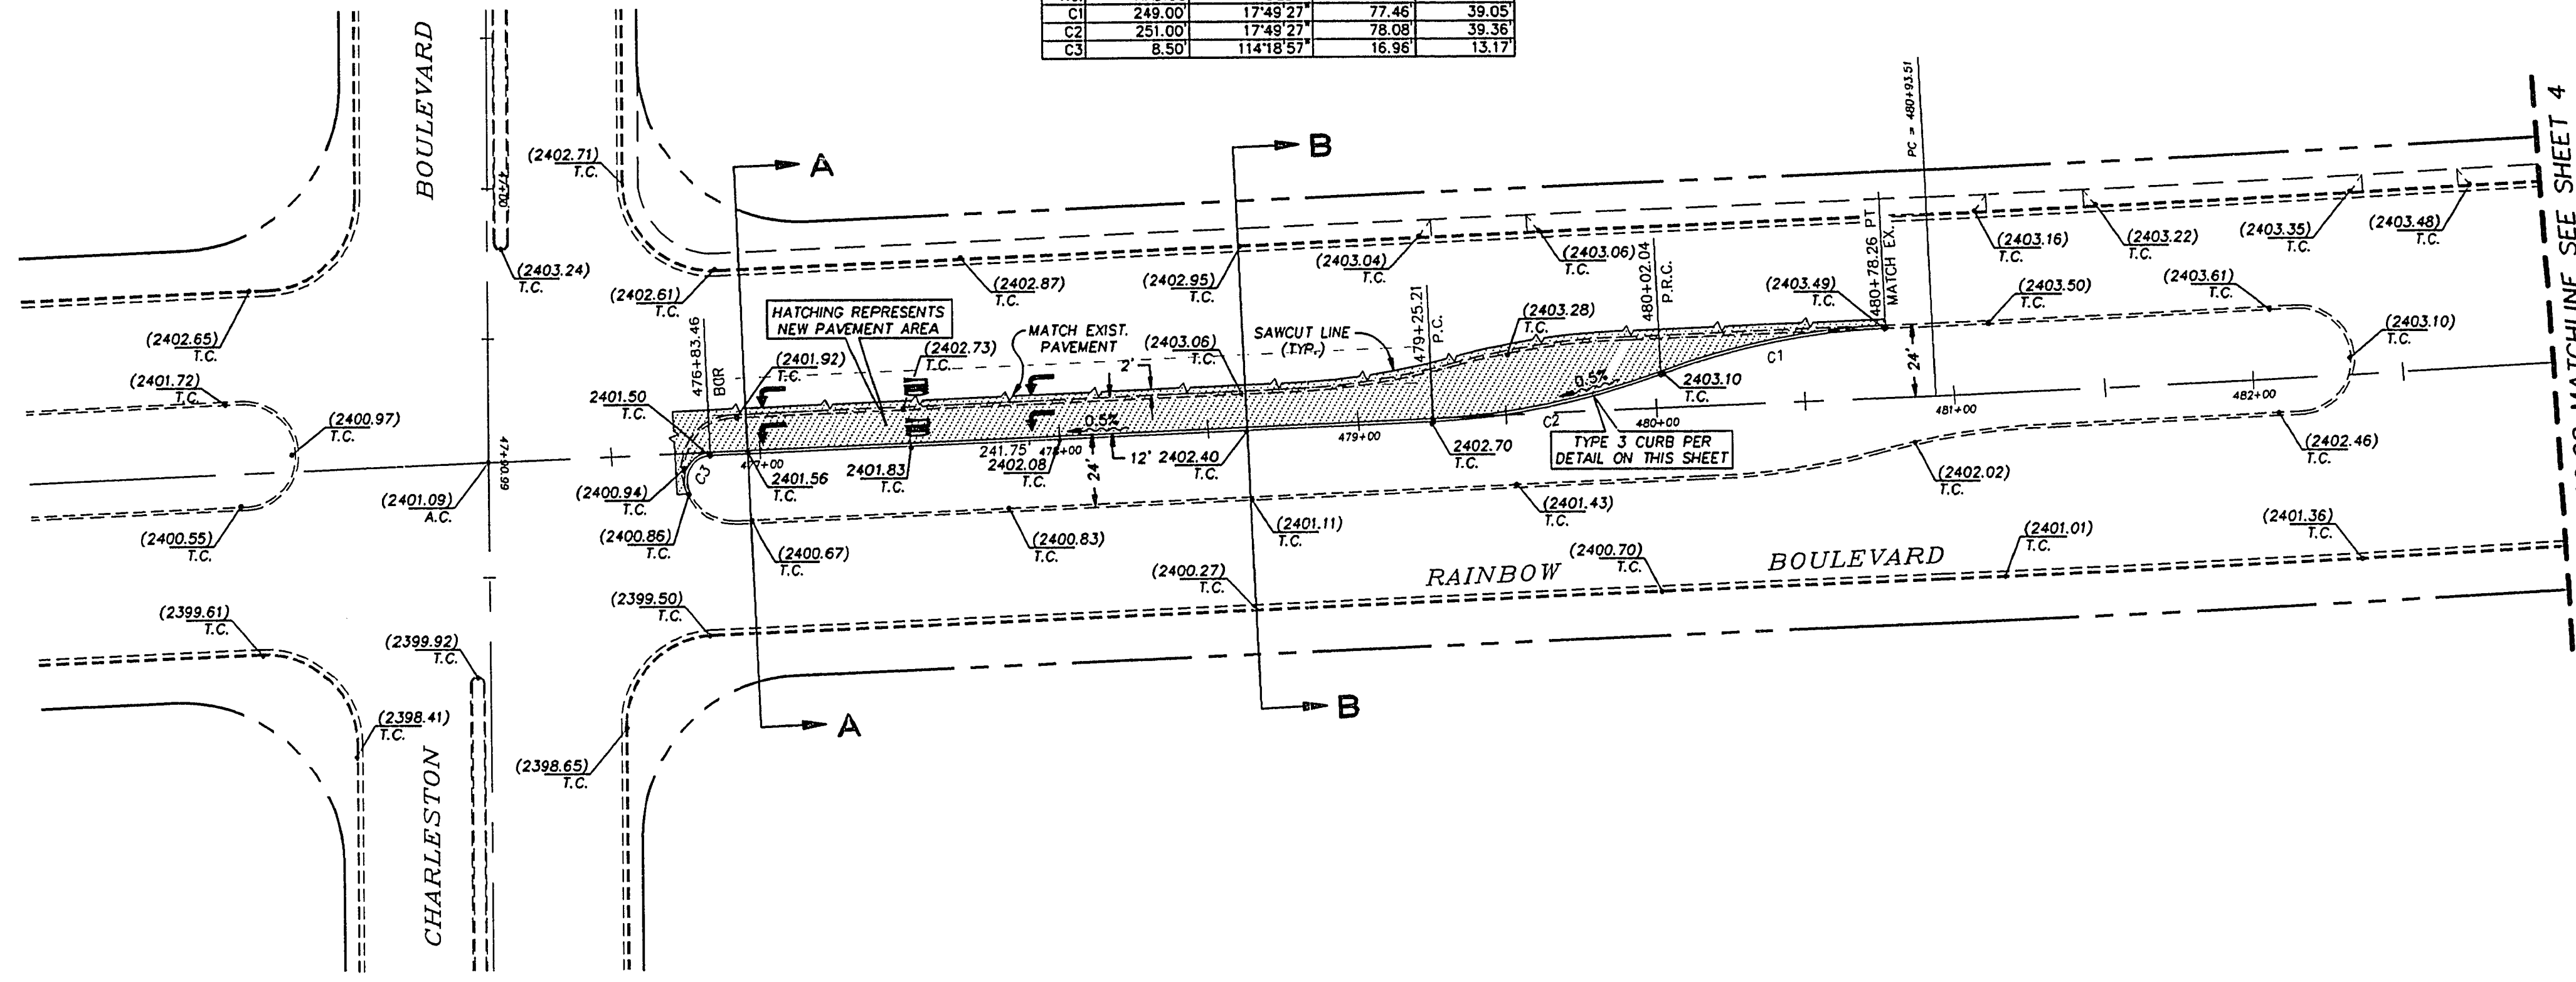 C1 249.00' 17°49'27" 77.46' 39.05'
C2 251.00' 17°49'27" 78.08' 39.36'
C3 8.50' 114°18'57" 16.96' 13.17'
BOULEVARD
47+00
(2403.24)
T.C.
(2402.71)
T.C.
A
B
PC = 480+93.51
MATCHLINE SEE SHEET 4
(2402.65)
T.C.
(2402.61)
T.C.
(2402.87)
T.C.
(2402.95)
T.C.
(2403.04)
T.C.
(2403.06)
T.C.
(2403.16)
T.C.
(2403.22)
T.C.
(2403.35)
T.C.
(2403.48)
T.C.
HATCHING REPRESENTS
NEW PAVEMENT AREA
MATCH EXIST.
PAVEMENT
SAWCUT LINE
(TYP.)
479+25.21
P.C.
(2403.28)
T.C.
480+02.04
P.R.C.
(2403.49)
T.C.
480+78.26 PT
MATCH EX.
(2403.50)
T.C.
(2403.61)
T.C.
(2403.10)
T.C.
476+83.46
BCR
(2401.92)
T.C.
(2402.73)
T.C.
(2403.06)
T.C.
2'
24'
C1
0.5%
2403.10
T.C.
(2401.72)
T.C.
(2400.97)
T.C.
2401.50
T.C.
47+90.99
(2401.09)
A.C.
C3
477+00
2401.56
T.C.
2401.83
T.C.
241.75'
0.5%
478+00
2402.08
T.C.
24'
12'
2402.40
T.C.
479+00
2402.70
T.C.
C2
480+00
TYPE 3 CURB PER
DETAIL ON THIS SHEET
481+00
482+00
(2402.46)
T.C.
(2402.02)
T.C.
(2400.55)
T.C.
(2400.94)
T.C.
(2400.86)
T.C.
(2400.67)
T.C.
(2400.83)
T.C.
(2401.11)
T.C.
(2401.43)
T.C.
(2401.01)
T.C.
(2401.36)
T.C.
(2400.27)
T.C.
(2400.70)
T.C.
RAINBOW BOULEVARD
(2399.61)
T.C.
(2399.92)
T.C.
(2399.50)
T.C.
(2398.41)
T.C.
(2398.65)
T.C.
A
B
CHARLESTON